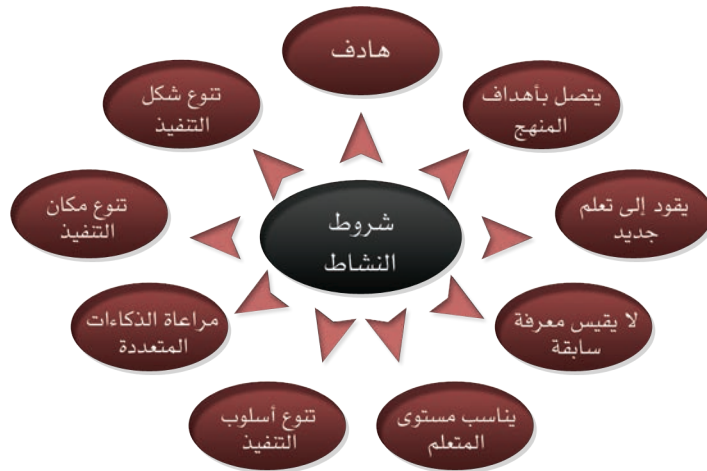 هادف
يتصل بأهداف
المنهج
يقود إلى تعلم
جديد
لا يقيس معرفة
سابقة
يناسب مستوى
المتعلم
تنوع أسلوب
التنفيذ
مراعاة الذكاءات
المتعددة
تنوع مكان
التنفيذ
تنوع شكل
التنفيذ
شروط
النشاط